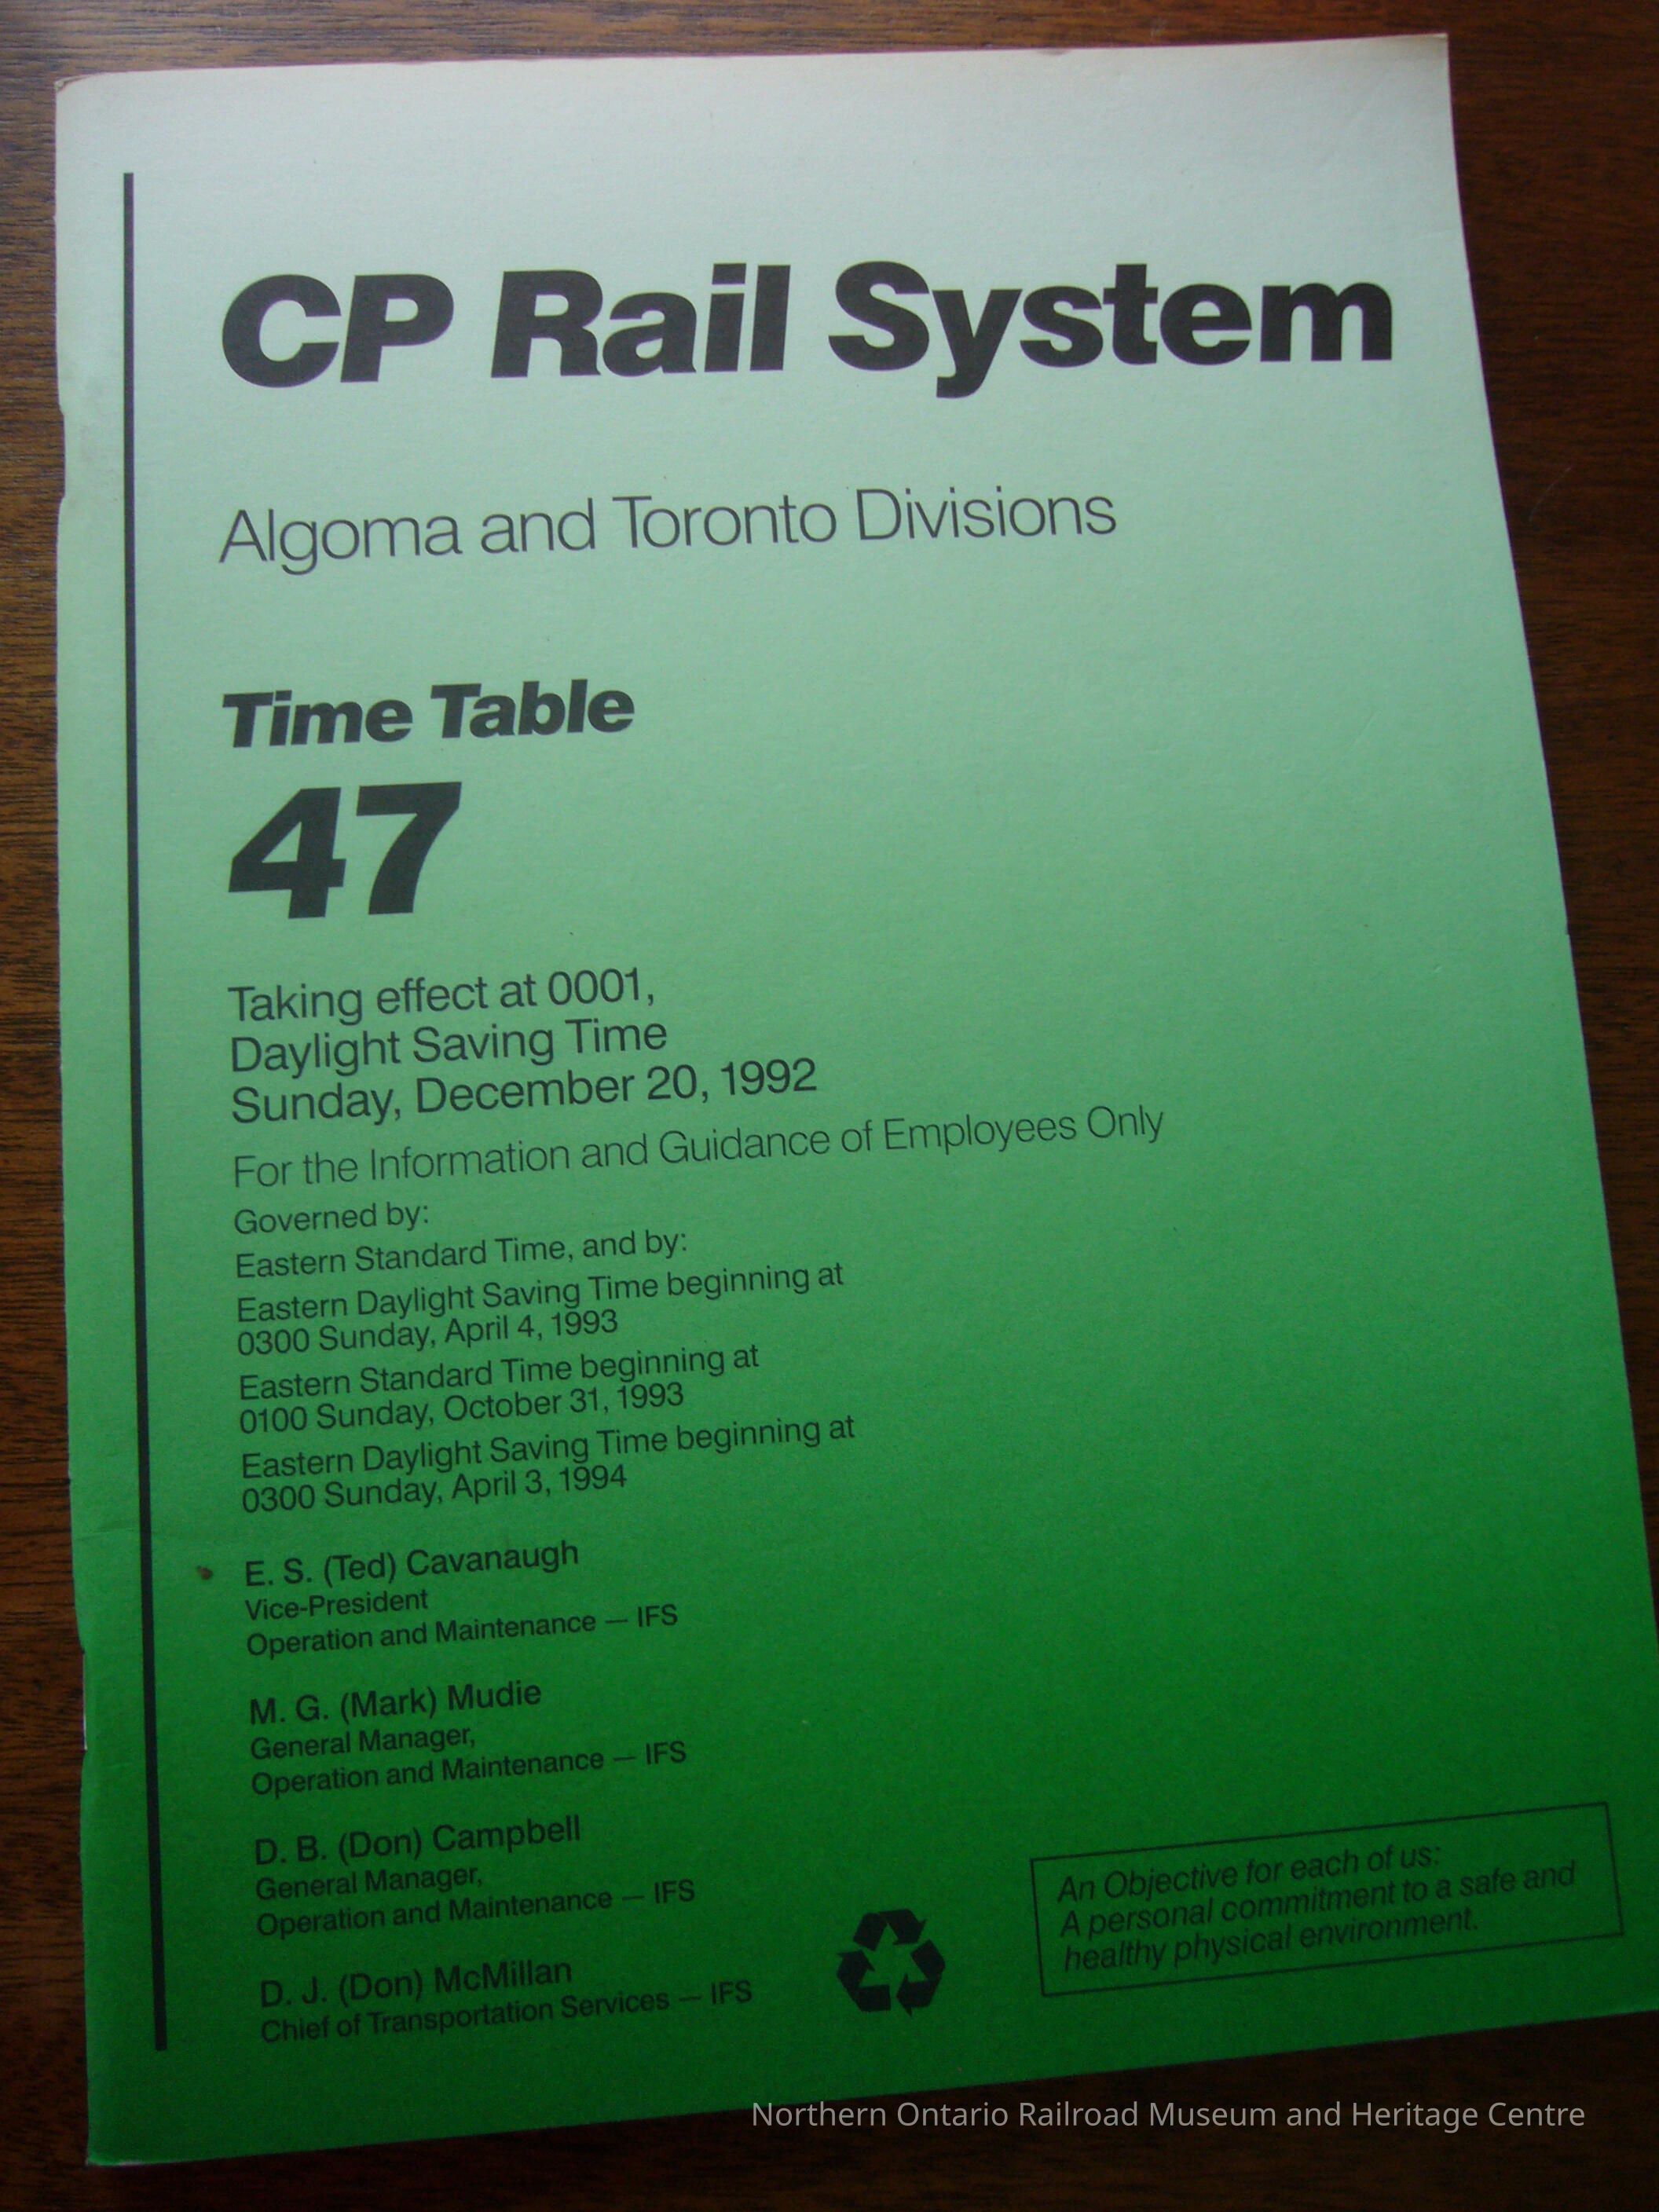 CP Rail System
Algoma and Toronto Divisions
Time Table
47
Taking effect at 0001,
Daylight Saving Time
Sunday, December 20, 1992
For the Information and Guidance of Employees Only
Governed by:
Eastern Standard Time, and by:
Eastern Daylight Saving Time beginning at
0300 Sunday, April 4, 1993
Eastern Standard Time beginning at
0100 Sunday, October 31, 1993
Eastern Daylight Saving Time beginning at
0300 Sunday, April 3, 1994
E. S. (Ted) Cavanaugh
Vice-President
Operation and Maintenance — IFS
M. G. (Mark) Mudie
General Manager,
Operation and Maintenance — IFS
D. B. (Don) Campbell
General Manager,
Operation and Maintenance — IFS
D. J. (Don) McMillan
Chief of Transportation Services — IFS
An Objective for each of us:
A personal commitment to a safe and
healthy physical environment.
Northern Ontario Railroad Museum and Heritage Centre